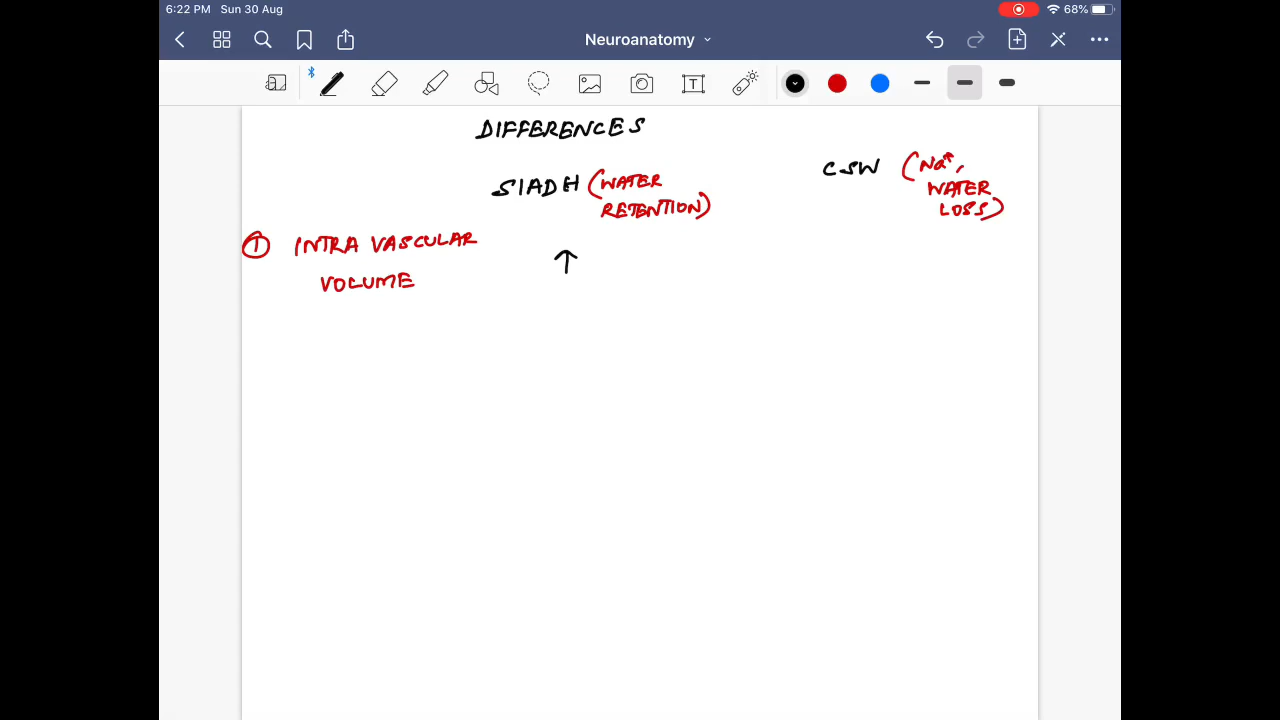 6:22 PM Sun 30 Aug 68%
Neuroanatomy
T
DIFFERENCES
SIADH (WATER RETENTION)
CSW (Na⁺, WATER LOSS)
① INTRA VASCULAR VOLUME ↑